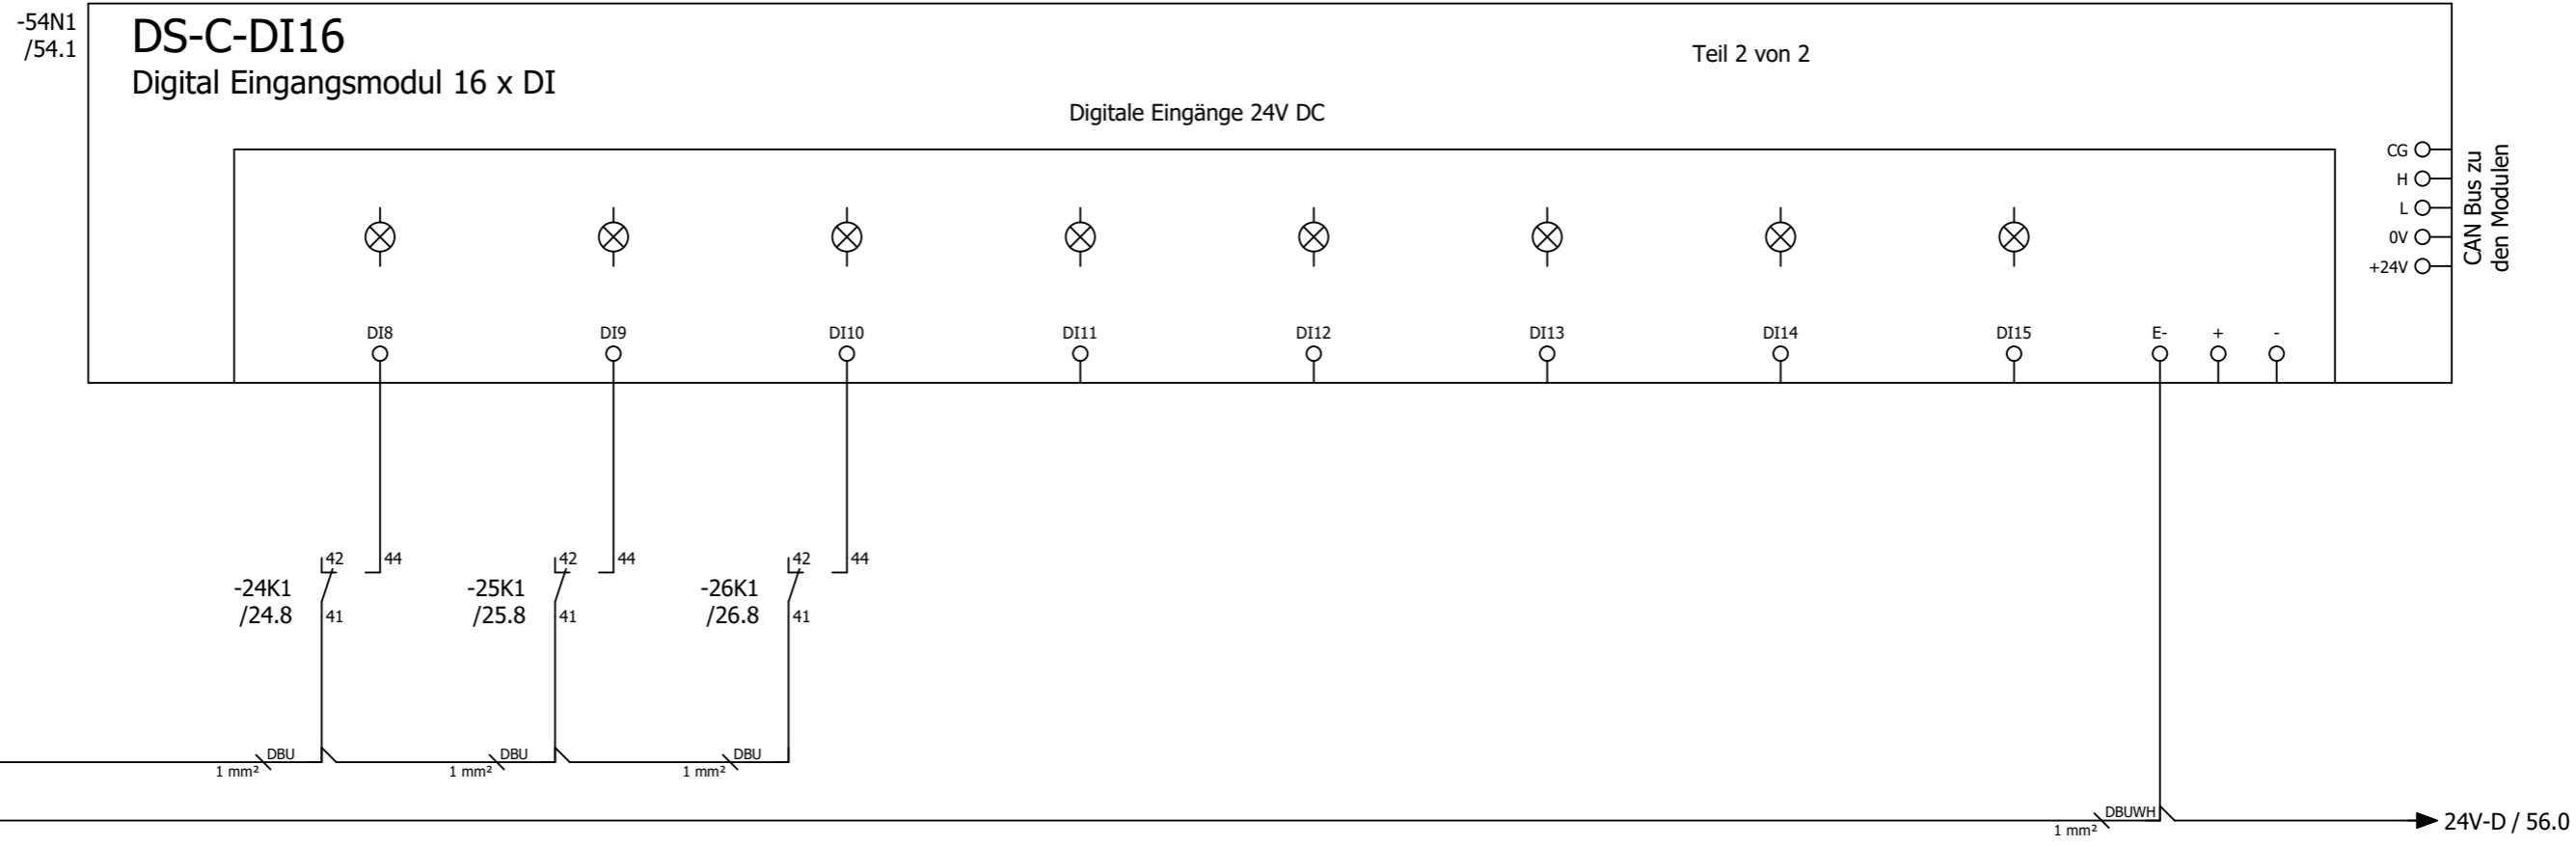 -54N1
/54.1
DS-C-DI16
Digital Eingangsmodul 16 x DI
Teil 2 von 2
Digitale Eingänge 24V DC
CG
H
L
0V
+24V
CAN Bus zu
den Modulen
DI8 DI9 DI10 DI11 DI12 DI13 DI14 DI15 E- + -
42 44 42 44 42 44
-24K1 -25K1 -26K1
/24.8 41 /25.8 41 /26.8 41
DBU DBU DBU
1 mm² 1 mm² 1 mm²
DBUWH
1 mm²
24V-D / 56.0